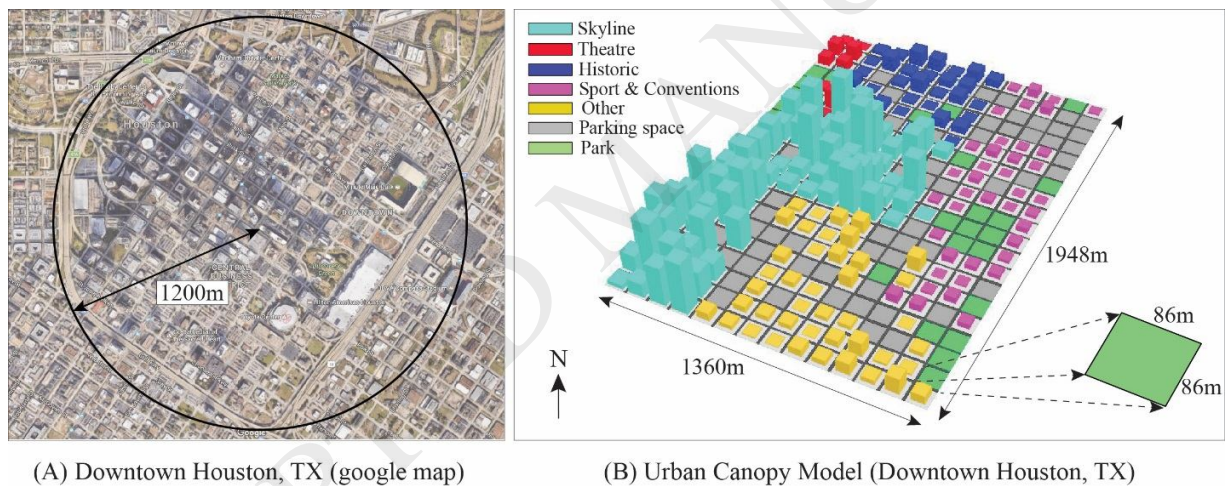 Houston
1200m
Google
Skyline
Theatre
Historic
Sport & Conventions
Other
Parking space
Park
1948m
1360m
N
86m
86m
(A) Downtown Houston, TX (google map)
(B) Urban Canopy Model (Downtown Houston, TX)